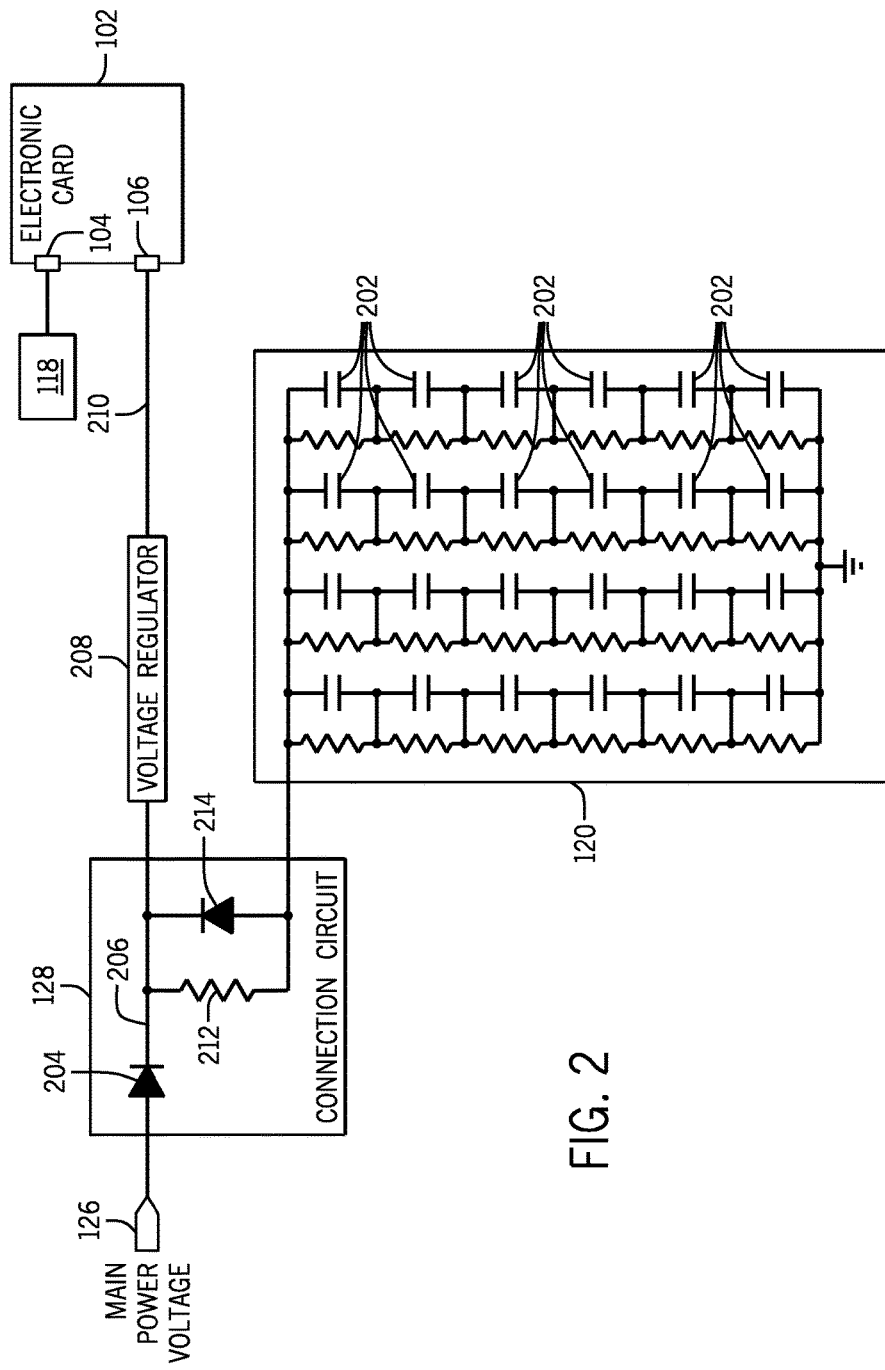 MAIN
POWER
VOLTAGE
126
128
204
206
212
214
CONNECTION CIRCUIT
208
VOLTAGE REGULATOR
210
118
ELECTRONIC
CARD
104
106
102
202
202
202
120
FIG. 2